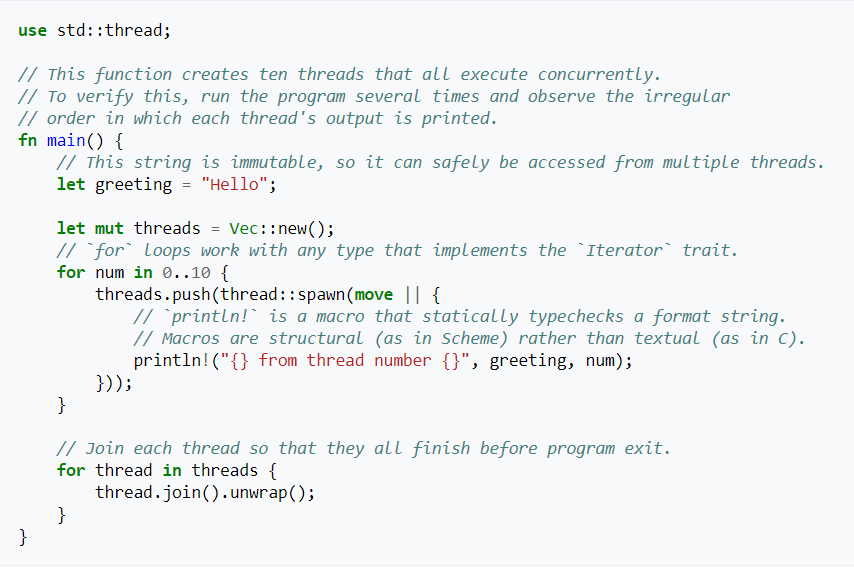 use std::thread;

// This function creates ten threads that all execute concurrently.
// To verify this, run the program several times and observe the irregular
// order in which each thread's output is printed.
fn main() {
    // This string is immutable, so it can safely be accessed from multiple threads.
    let greeting = "Hello";

    let mut threads = Vec::new();
    // `for` loops work with any type that implements the `Iterator` trait.
    for num in 0..10 {
        threads.push(thread::spawn(move || {
            // `println!` is a macro that statically typechecks a format string.
            // Macros are structural (as in Scheme) rather than textual (as in C).
            println!("{} from thread number {}", greeting, num);
        }));
    }

    // Join each thread so that they all finish before program exit.
    for thread in threads {
        thread.join().unwrap();
    }
}